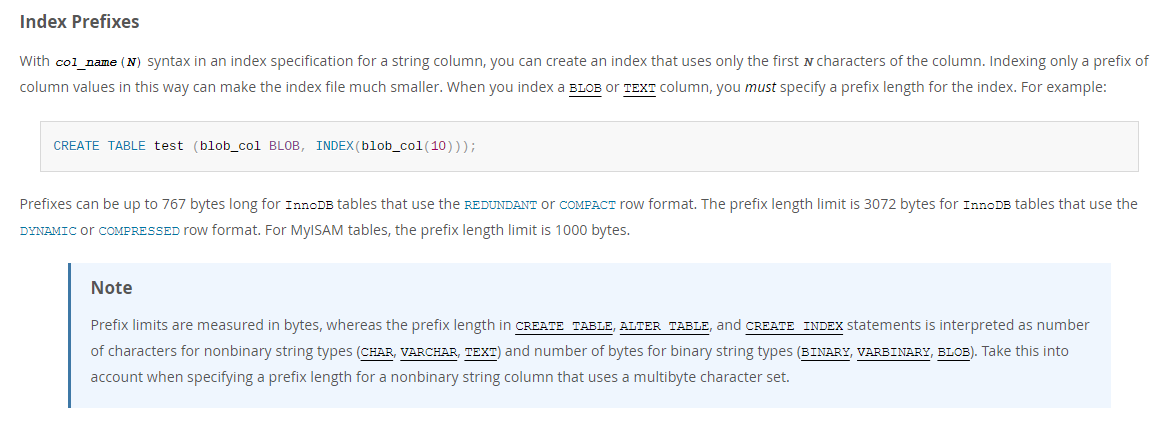 Index Prefixes
With col_name(N) syntax in an index specification for a string column, you can create an index that uses only the first N characters of the column. Indexing only a prefix of
column values in this way can make the index file much smaller. When you index a BLOB or TEXT column, you must specify a prefix length for the index. For example:
CREATE TABLE test (blob_col BLOB, INDEX(blob_col(10)));
Prefixes can be up to 767 bytes long for InnoDB tables that use the REDUNDANT or COMPACT row format. The prefix length limit is 3072 bytes for InnoDB tables that use the
DYNAMIC or COMPRESSED row format. For MyISAM tables, the prefix length limit is 1000 bytes.
Note
Prefix limits are measured in bytes, whereas the prefix length in CREATE TABLE, ALTER TABLE, and CREATE INDEX statements is interpreted as number
of characters for nonbinary string types (CHAR, VARCHAR, TEXT) and number of bytes for binary string types (BINARY, VARBINARY, BLOB). Take this into
account when specifying a prefix length for a nonbinary string column that uses a multibyte character set.